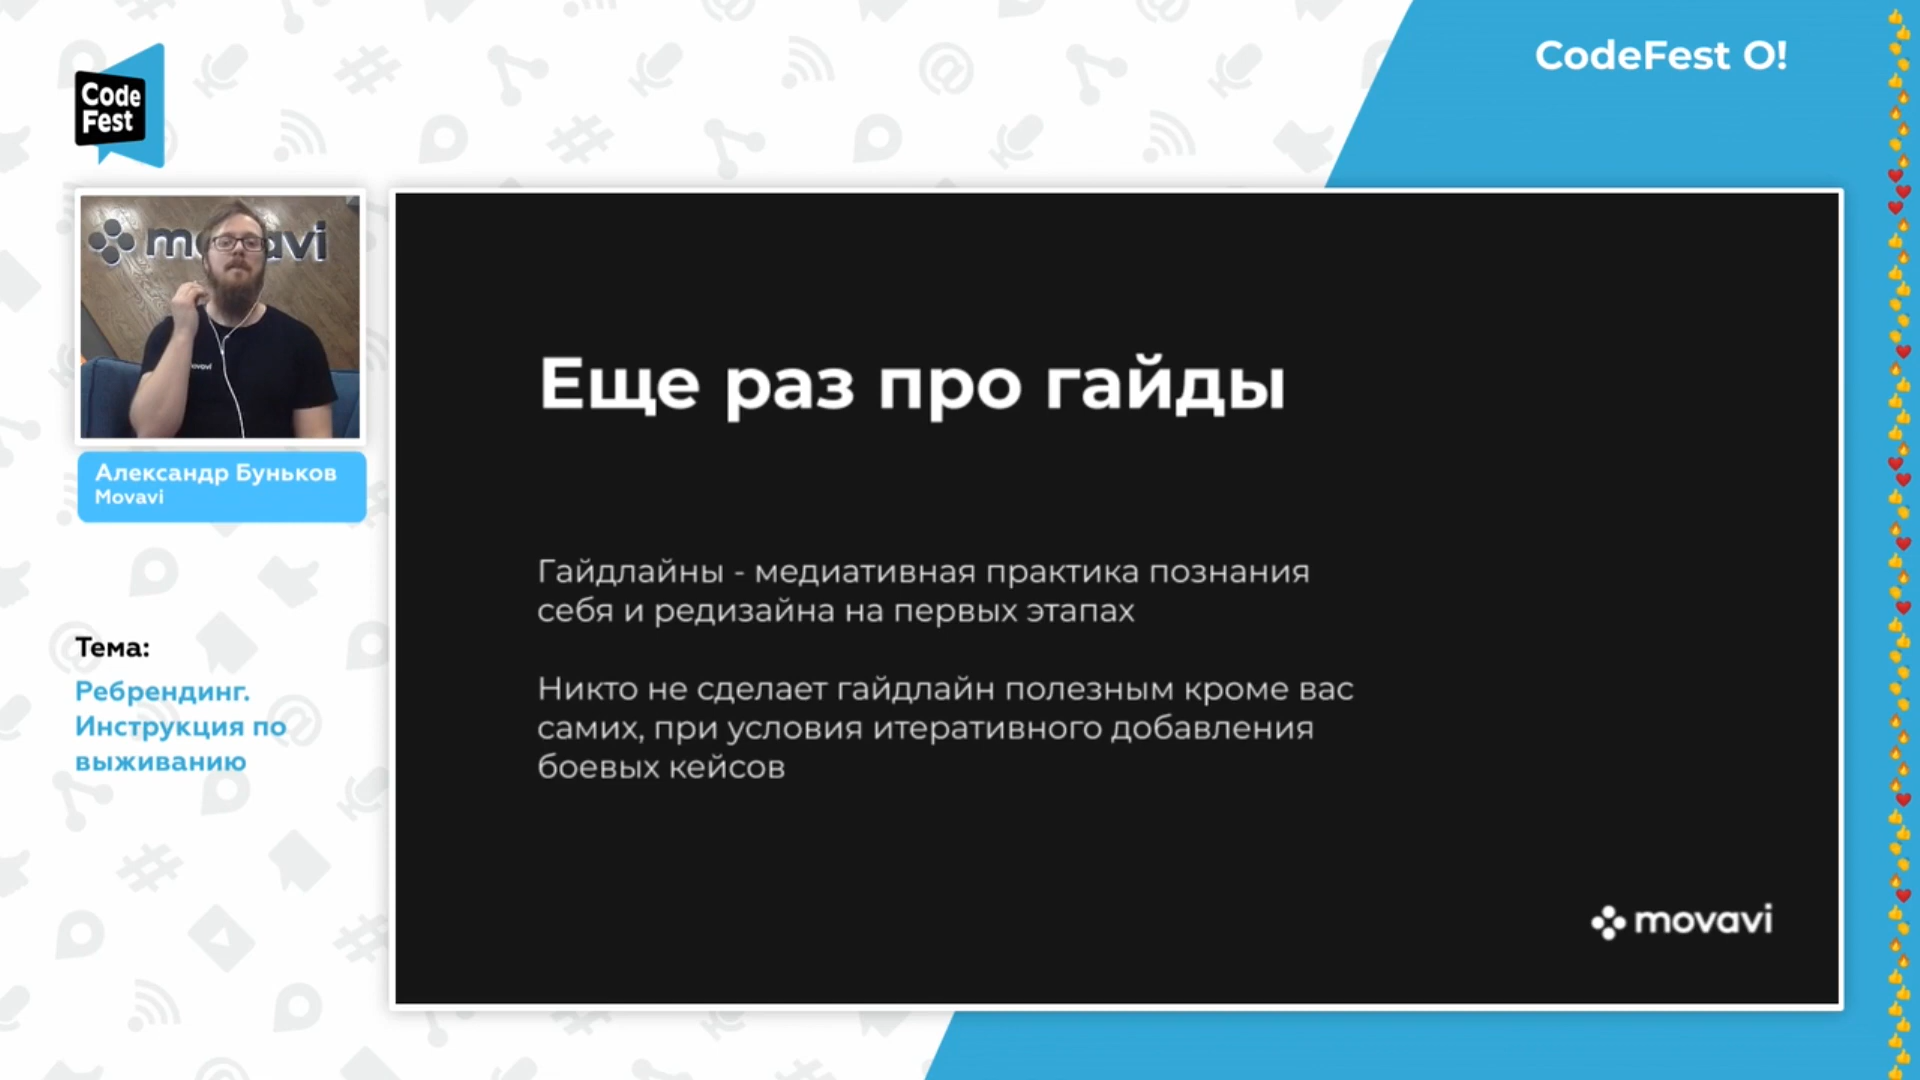 CodeFest O!
Code
Fest
movavi
Александр Буньков
Movavi
Тема:
Ребрендинг.
Инструкция по
выживанию
Еще раз про гайды
Гайдлайны - медиативная практика познания
себя и редизайна на первых этапах
Никто не сделает гайдлайн полезным кроме вас
самих, при условия итеративного добавления
боевых кейсов
movavi